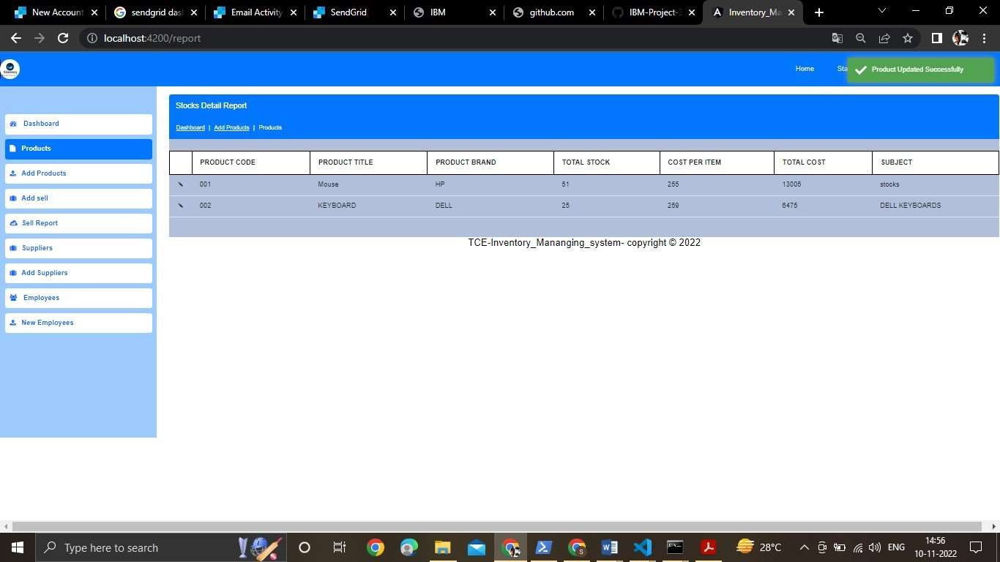 New Account
sendgrid das
Email Activity
SendGrid
IBM
github.com
IBM-Project-3
Inventory_Ma
localhost:4200/report
Home
Sta
Product Updated Successfully
Dashboard
Products
Add Products
Add sell
Sell Report
Suppliers
Add Suppliers
Employees
New Employees
Stocks Detail Report
Dashboard | Add Products | Products
PRODUCT CODE PRODUCT TITLE PRODUCT BRAND TOTAL STOCK COST PER ITEM TOTAL COST SUBJECT
001 Mouse HP 51 255 13005 stocks
002 KEYBOARD DELL 25 259 6475 DELL KEYBOARDS
TCE-Inventory_Mananging_system- copyright © 2022
Type here to search
28°C
ENG
14:56
10-11-2022